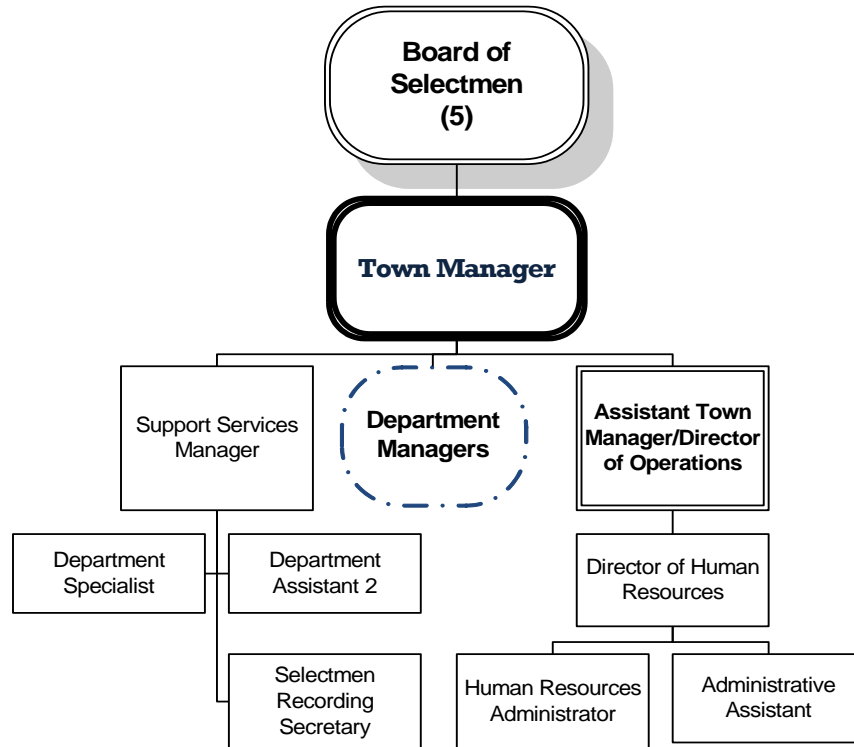 Board of
Selectmen
(5)
Town Manager
Support Services
Manager
Department
Managers
Assistant Town
Manager/Director
of Operations
Department
Specialist
Department
Assistant 2
Director of Human
Resources
Selectmen
Recording
Secretary
Human Resources
Administrator
Administrative
Assistant